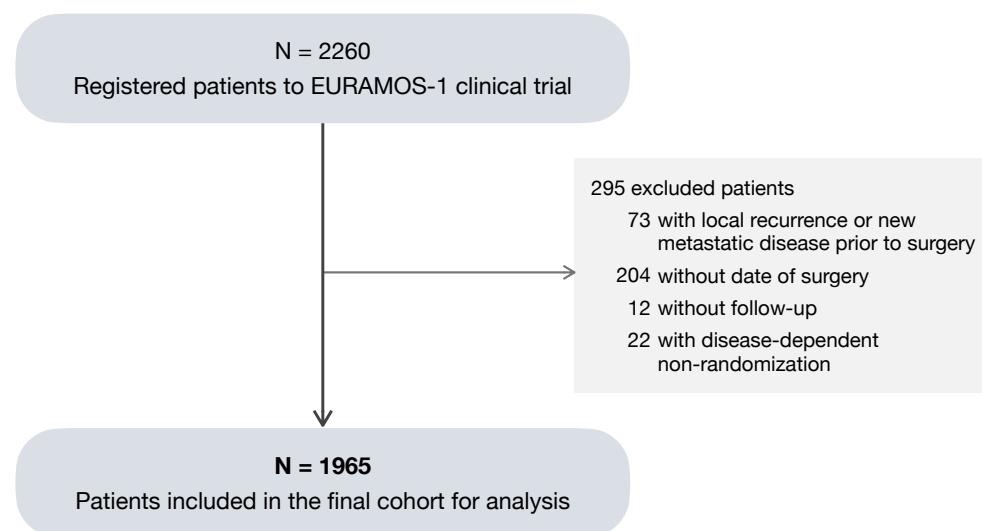 N = 2260
Registered patients to EURAMOS-1 clinical trial
295 excluded patients
73 with local recurrence or new
metastatic disease prior to surgery
204 without date of surgery
12 without follow-up
22 with disease-dependent
non-randomization
N = 1965
Patients included in the final cohort for analysis